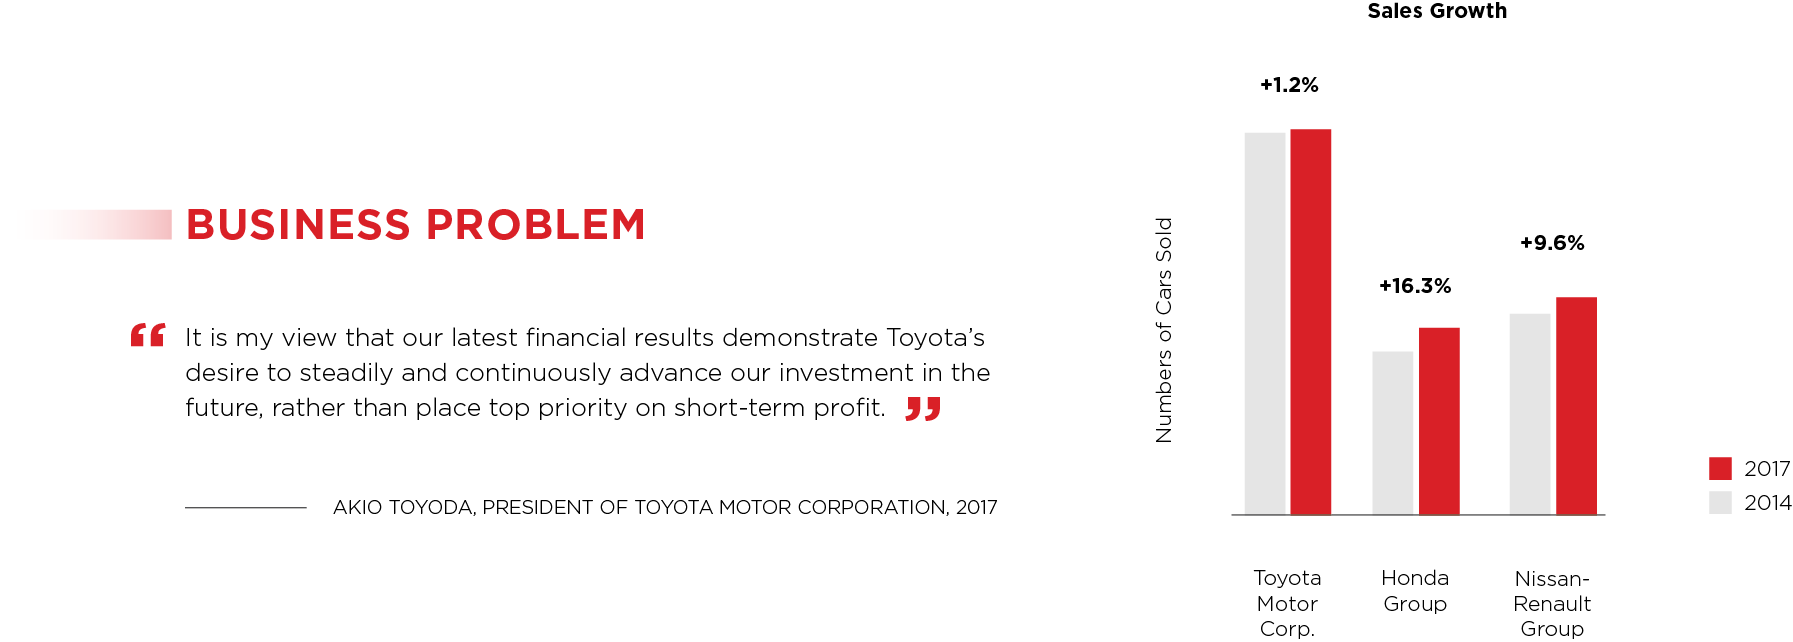 BUSINESS PROBLEM
“ It is my view that our latest financial results demonstrate Toyota’s
desire to steadily and continuously advance our investment in the
future, rather than place top priority on short-term profit. ”
AKIO TOYODA, PRESIDENT OF TOYOTA MOTOR CORPORATION, 2017
Sales Growth
Numbers of Cars Sold
+1.2%
+16.3%
+9.6%
Toyota
Motor
Corp.
Honda
Group
Nissan-
Renault
Group
2017
2014